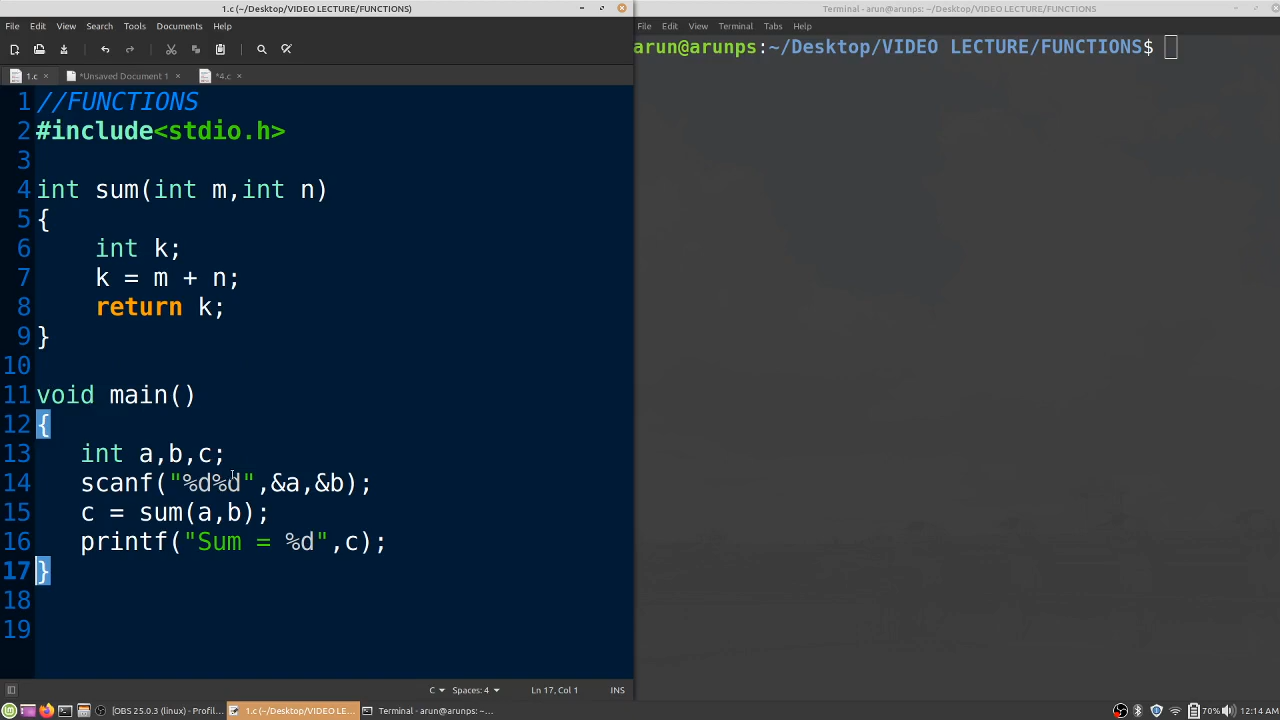 1.c (~/Desktop/VIDEO LECTURE/FUNCTIONS)
File Edit View Search Tools Documents Help
1.c × *Unsaved Document 1 × *4.c ×
1 //FUNCTIONS
2 #include<stdio.h>
3
4 int sum(int m,int n)
5 {
6     int k;
7     k = m + n;
8     return k;
9 }
10
11 void main()
12 {
13    int a,b,c;
14    scanf("%d%d",&a,&b);
15    c = sum(a,b);
16    printf("Sum = %d",c);
17 }
18
19
C Spaces: 4 Ln 17, Col 1 INS
Terminal - arun@arunps: ~/Desktop/VIDEO LECTURE/FUNCTIONS
File Edit View Terminal Tabs Help
arun@arunps:~/Desktop/VIDEO LECTURE/FUNCTIONS$
[OBS 25.0.3 (linux) - Profil... 1.c (~/Desktop/VIDEO LE... Terminal - arun@arunps: ~/... 70% 12:14 AM